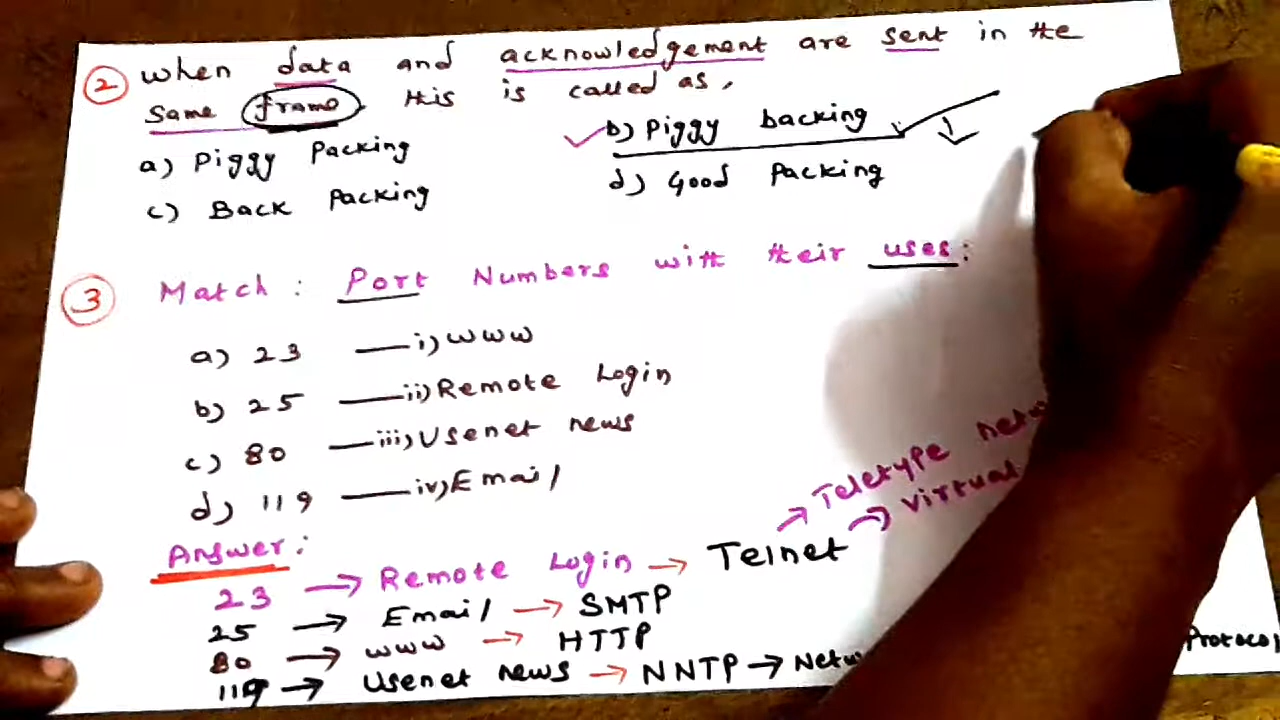 ② When data and acknowledgement are sent in the
same frame, this is called as,
a) Piggy Packing b) Piggy backing
c) Back Packing d) Good Packing
③ Match: Port Numbers with their uses:
a) 23 — i) www
b) 25 — ii) Remote Login
c) 80 — iii) Usenet news
d) 119 — iv) Email
Answer:
→ Teletype
→ Virtual
23 → Remote Login → Telnet
25 → Email → SMTP
80 → www → HTTP
119 → Usenet news → NNTP → Protocol